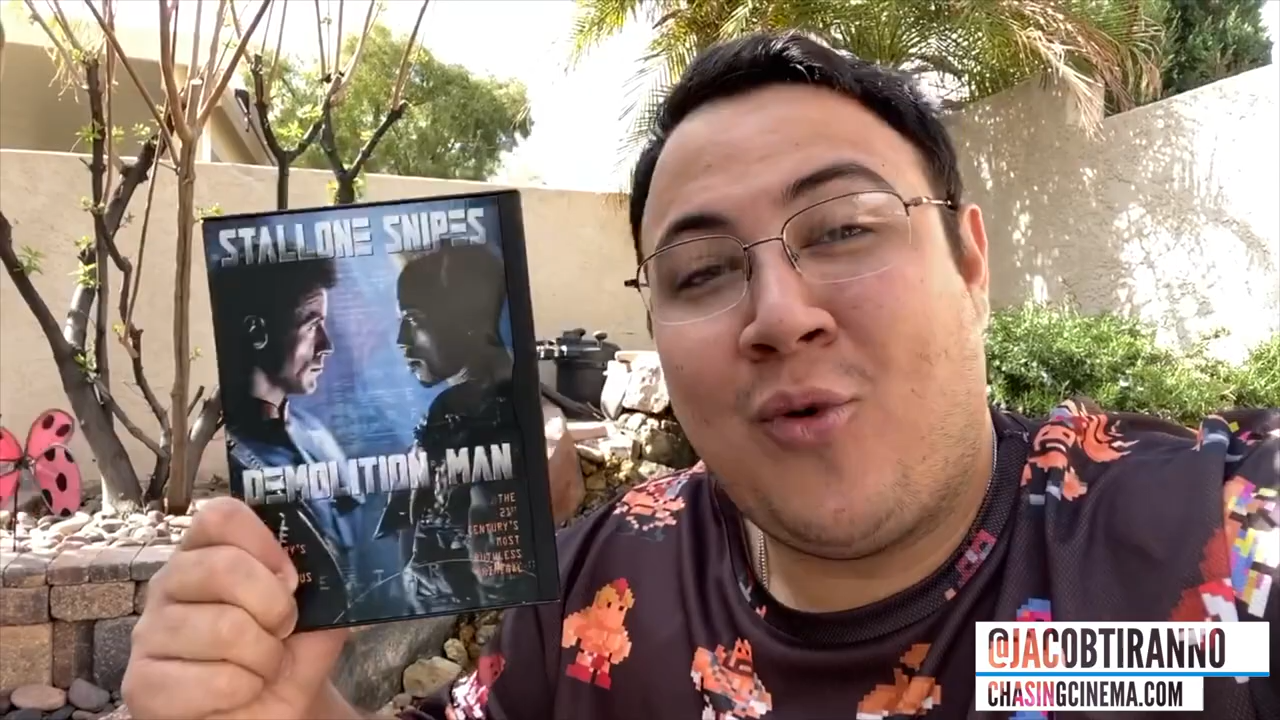 STALLONE SNIPES
DEMOLITION MAN
THE
21ST
CENTURY'S
MOST
RUTHLESS
@JACOBTIRANNO
CHASINGCINEMA.COM